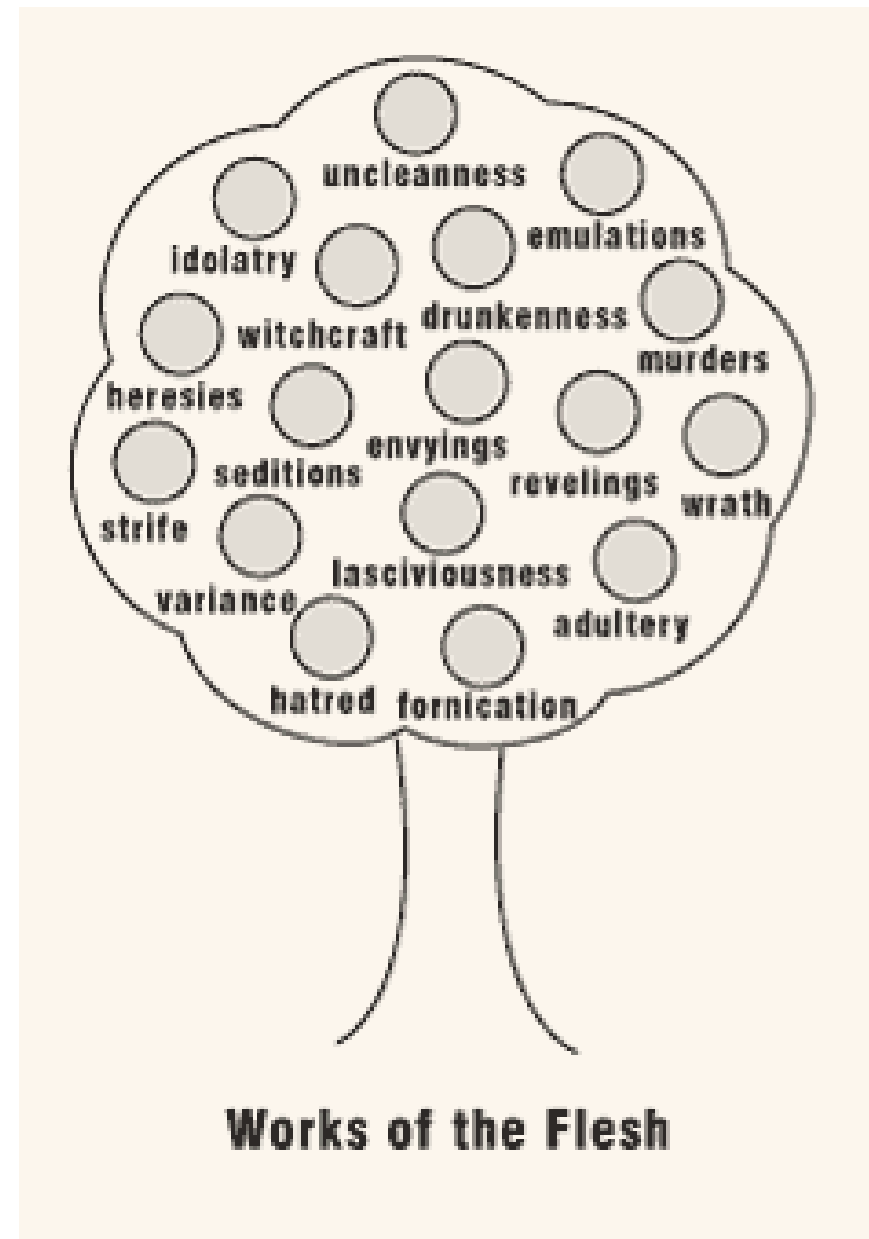 uncleanness
emulations
idolatry
drunkenness
witchcraft
murders
heresies
envyings
seditions
revelings
wrath
strife
lasciviousness
variance
adultery
hatred
fornication
Works of the Flesh